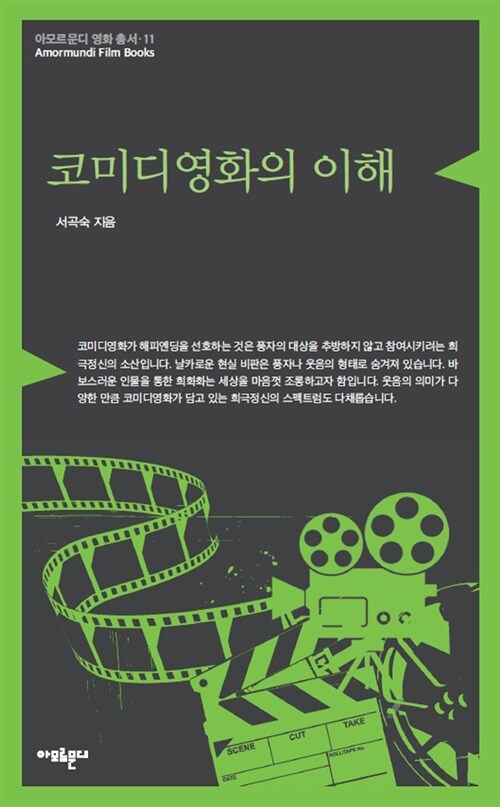 아모르문디 영화 총서·11
Amormundi Film Books
코미디영화의 이해
서곡숙 지음
코미디영화가 해피엔딩을 선호하는 것은 풍자의 대상을 추방하지 않고 참여시키려는 희
극정신의 소산입니다. 날카로운 현실 비판은 풍자나 웃음의 형태로 숨겨져 있습니다. 바
보스러운 인물을 통한 희화화는 세상을 마음껏 조롱하고자 함입니다. 웃음의 의미가 다
양한 만큼 코미디영화가 담고 있는 희극정신의 스펙트럼도 다채롭습니다.
SCENE
CUT
TAKE
ROLL/TAPE No.
DATE
아모르문디